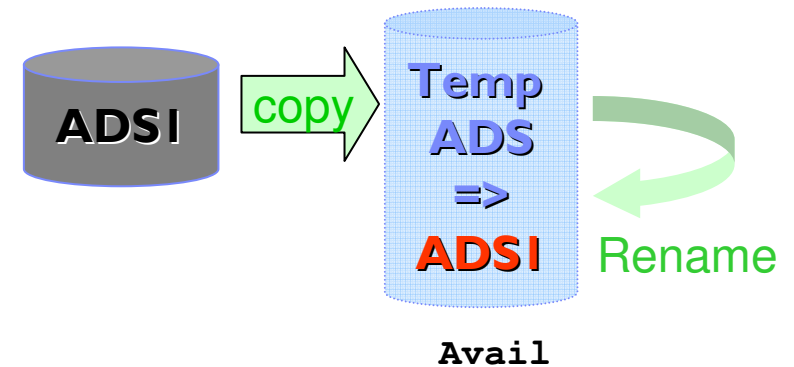 ADSI
copy
Temp
ADS
=>
ADSI
Rename
Avail